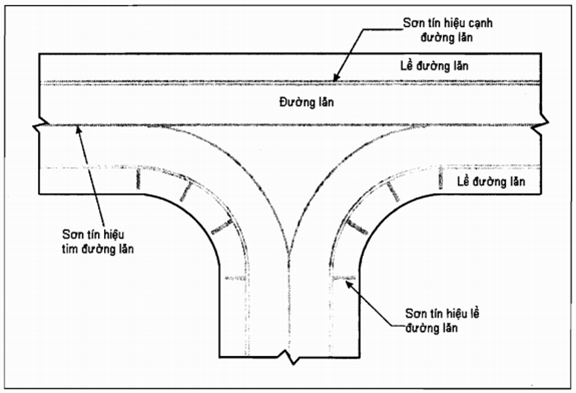 Sơn tín hiệu cạnh
đường lăn
Lề đường lăn
Đường lăn
Lề đường lăn
Sơn tín hiệu
tim đường lăn
Sơn tín hiệu lề
đường lăn